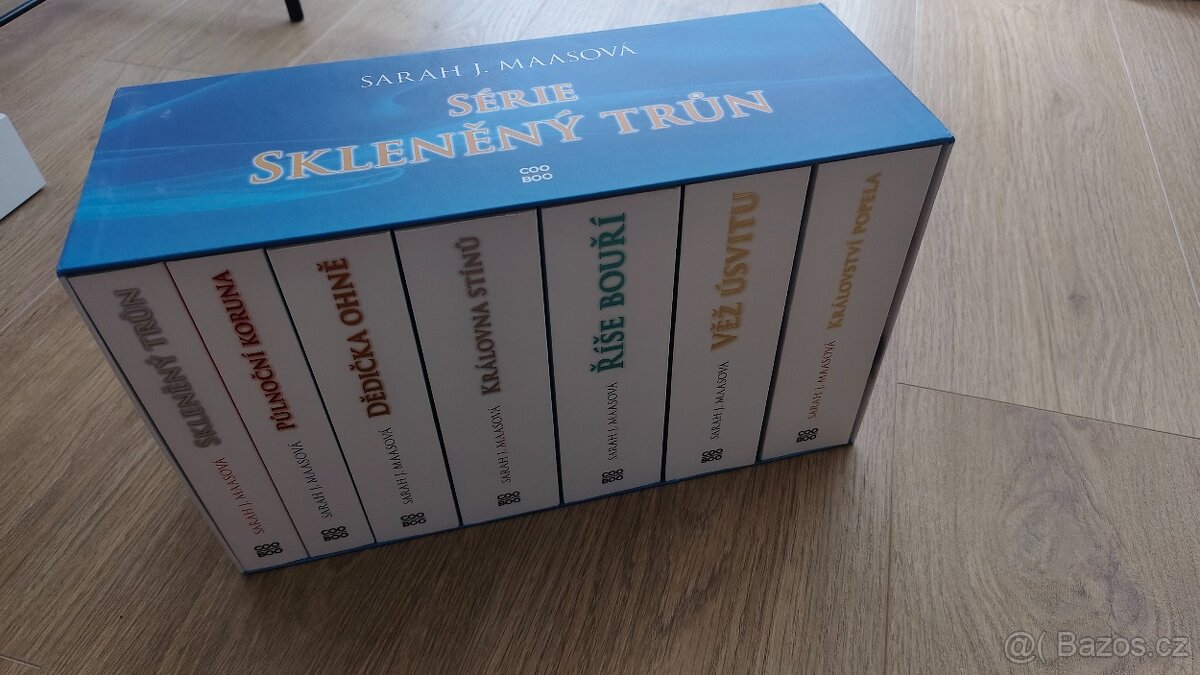 SARAH J. MAASOVÁ
SÉRIE
SKLENĚNÝ TRŮN
COO
BOO
SARAH J. MAASOVÁ SKLENĚNÝ TRŮN
COO
BOO
SARAH J. MAASOVÁ PŮLNOČNÍ KORUNA
COO
BOO
SARAH J. MAASOVÁ DĚDIČKA OHNĚ
COO
BOO
SARAH J. MAASOVÁ KRÁLOVNA STÍNŮ
COO
BOO
SARAH J. MAASOVÁ ŘÍŠE BOUŘÍ
COO
BOO
SARAH J. MAASOVÁ VĚŽ ÚSVITU
COO
BOO
SARAH J. MAASOVÁ KRÁLOVSTVÍ POPELA
COO
BOO
@( Bazos.cz